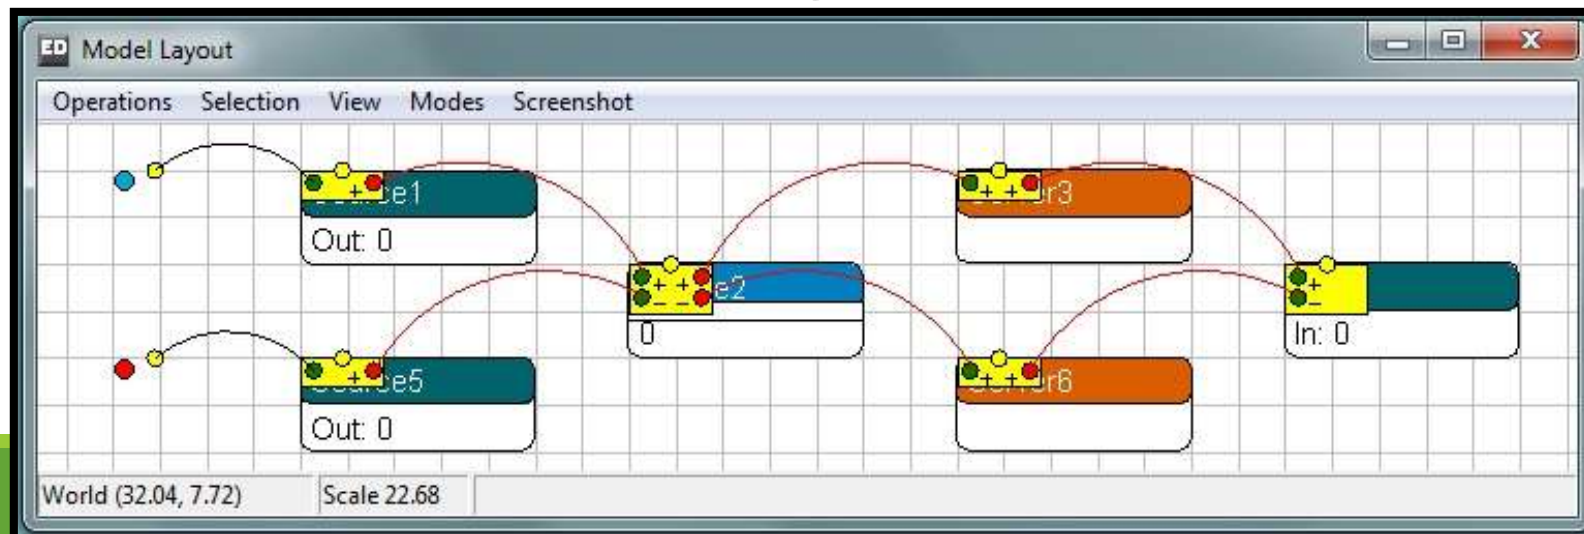 ED Model Layout
Operations Selection View Modes Screenshot
Out: 0
0
In: 0
Out: 0
World (32.04, 7.72) Scale 22.68